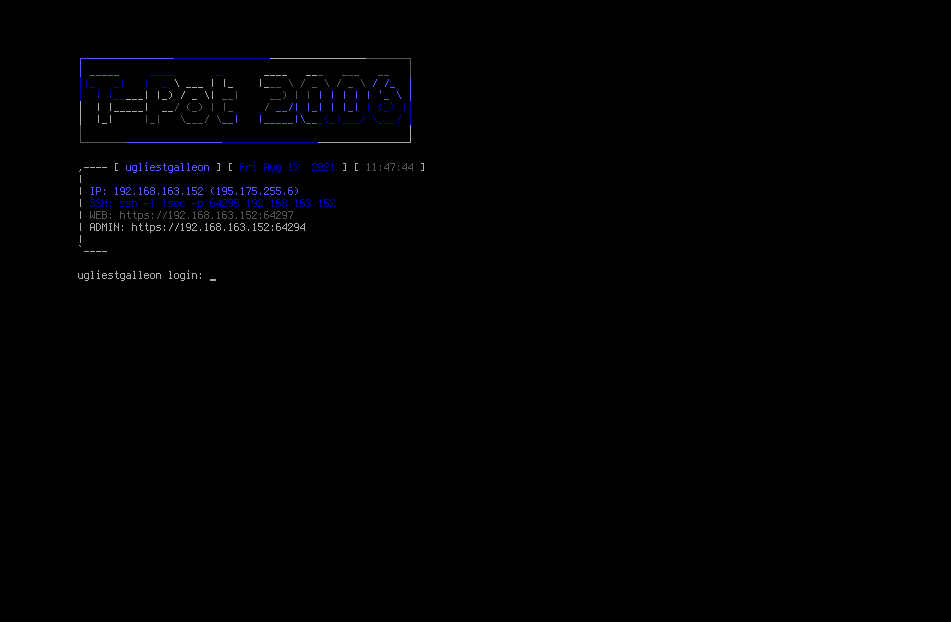 T-Pot 20.06
,---- [ ugliestgalleon ] [ Fri Aug 13 2021 ] [ 11:47:44 ]
|
| IP: 192.168.163.152 (195.175.255.6)
| SSH: ssh -l tsec -p 64295 192.168.163.152
| WEB: https://192.168.163.152:64297
| ADMIN: https://192.168.163.152:64294
|
`----
ugliestgalleon login: _